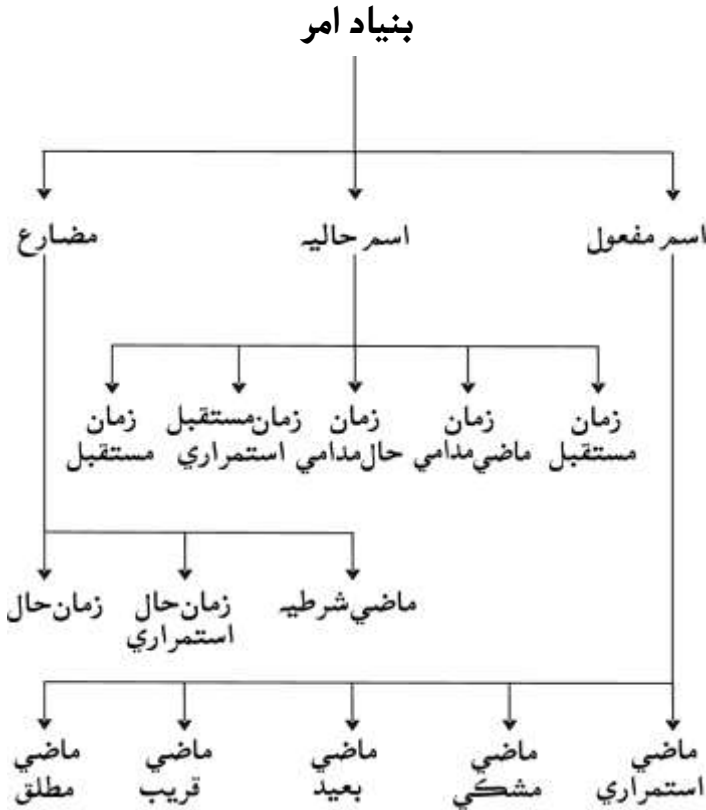 بنياد امر
اسم مفعول
اسم حاليه
مضارع
زمان
مستقبل
زمان
ماضي مدامي
زمان
حال مدامي
زمان مستقبل
استمراري
زمان
مستقبل
ماضي شرطيه
زمان حال
استمراري
زمان حال
ماضي
استمراري
ماضي
مشڪي
ماضي
بعيد
ماضي
قريب
ماضي
مطلق